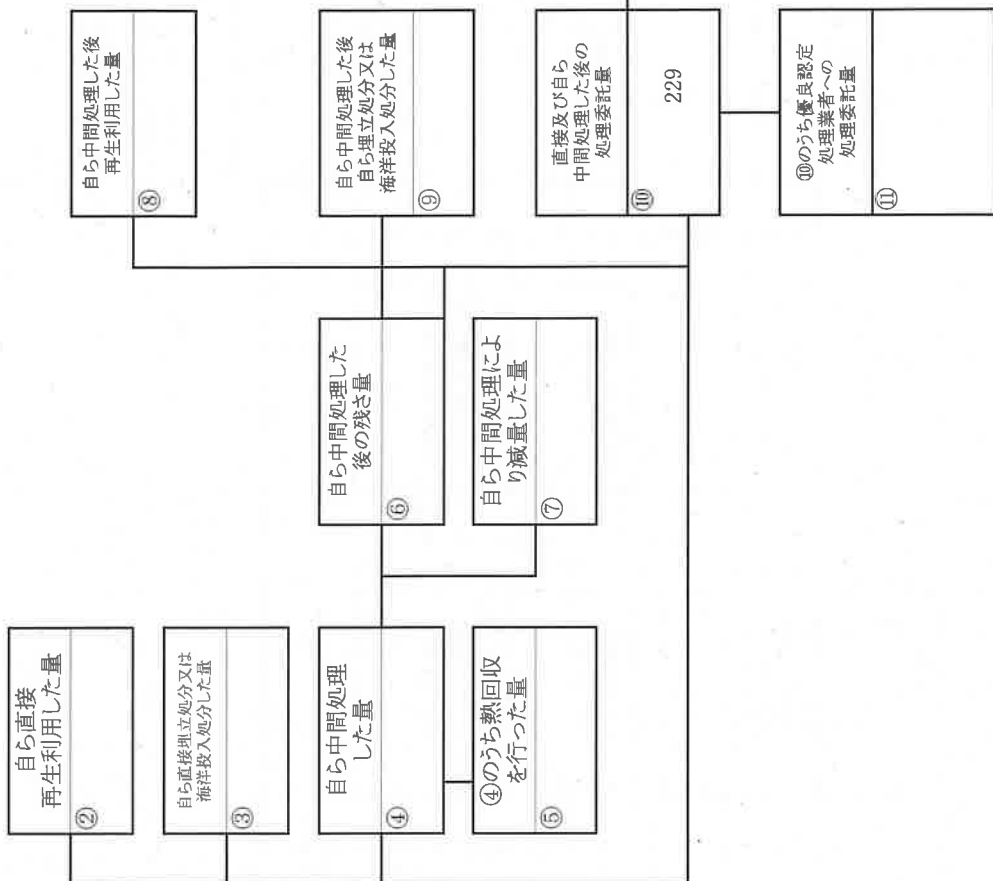 自ら直接
再生利用した量
②
自ら直接埋立処分又は
海洋投入処分した量
③
自ら中間処理
した量
④
④のうち熱回収
を行った量
⑤
自ら中間処理した
後の残さ量
⑥
自ら中間処理によ
り減量した量
⑦
自ら中間処理した後
再生利用した量
⑧
自ら中間処理した後
自ら埋立処分又は
海洋投入処分した量
⑨
直接及び自ら
中間処理した後の
処理委託量
⑩
229
⑩のうち優良認定
処理業者への
処理委託量
⑪